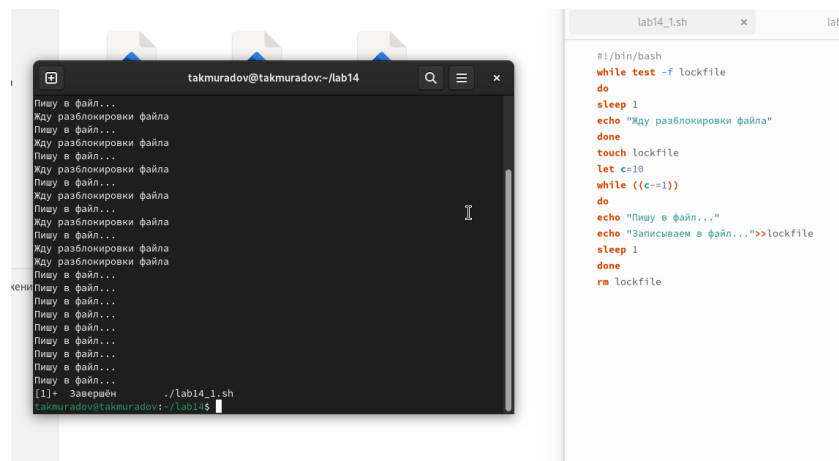 takmuradov@takmuradov:~/lab14
Пишу в файл...
Жду разблокировки файла
Пишу в файл...
Жду разблокировки файла
Пишу в файл...
Жду разблокировки файла
Пишу в файл...
Жду разблокировки файла
Пишу в файл...
Жду разблокировки файла
Пишу в файл...
Жду разблокировки файла
Жду разблокировки файла
Пишу в файл...
Пишу в файл...
Пишу в файл...
Пишу в файл...
Пишу в файл...
Пишу в файл...
Пишу в файл...
Пишу в файл...
Пишу в файл...
[1]+ Завершён ./lab14_1.sh
takmuradov@takmuradov:~/lab14$
lab14_1.sh
#!/bin/bash
while test -f lockfile
do
sleep 1
echo "Жду разблокировки файла"
done
touch lockfile
let c=10
while ((c-=1))
do
echo "Пишу в файл..."
echo "Записываем в файл...">>lockfile
sleep 1
done
rm lockfile